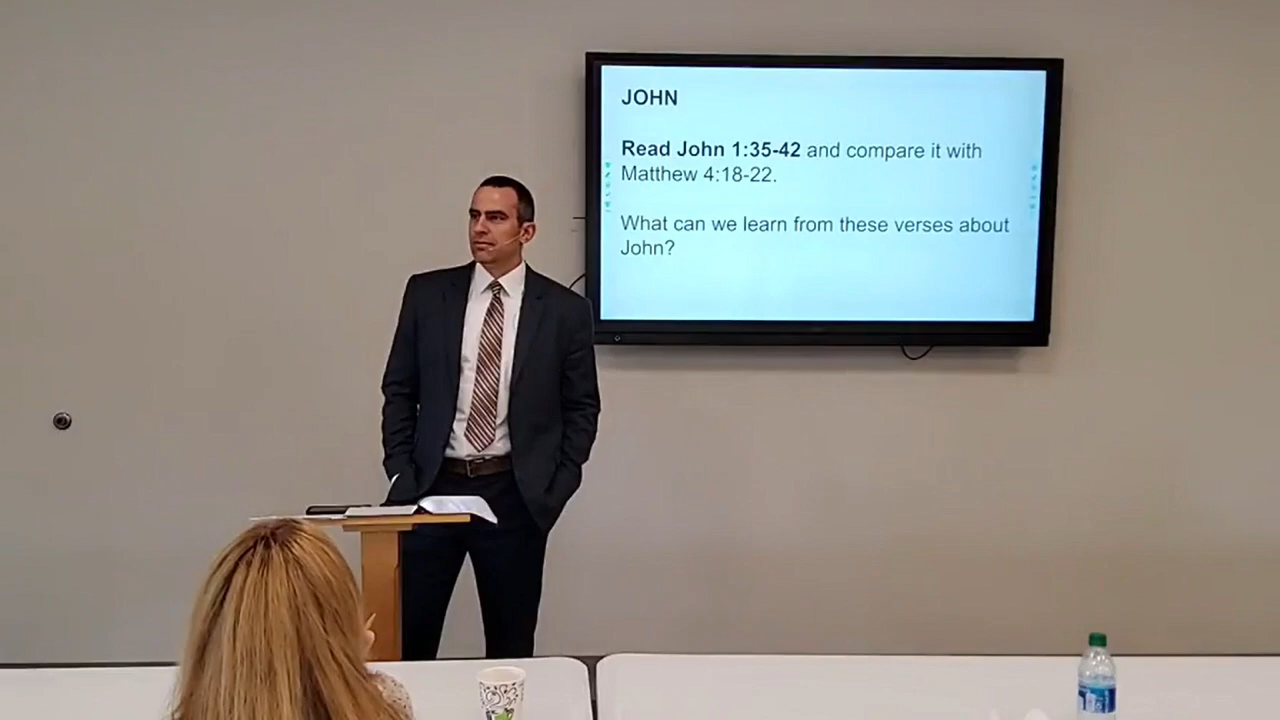 JOHN
Read John 1:35-42 and compare it with
Matthew 4:18-22.
What can we learn from these verses about
John?